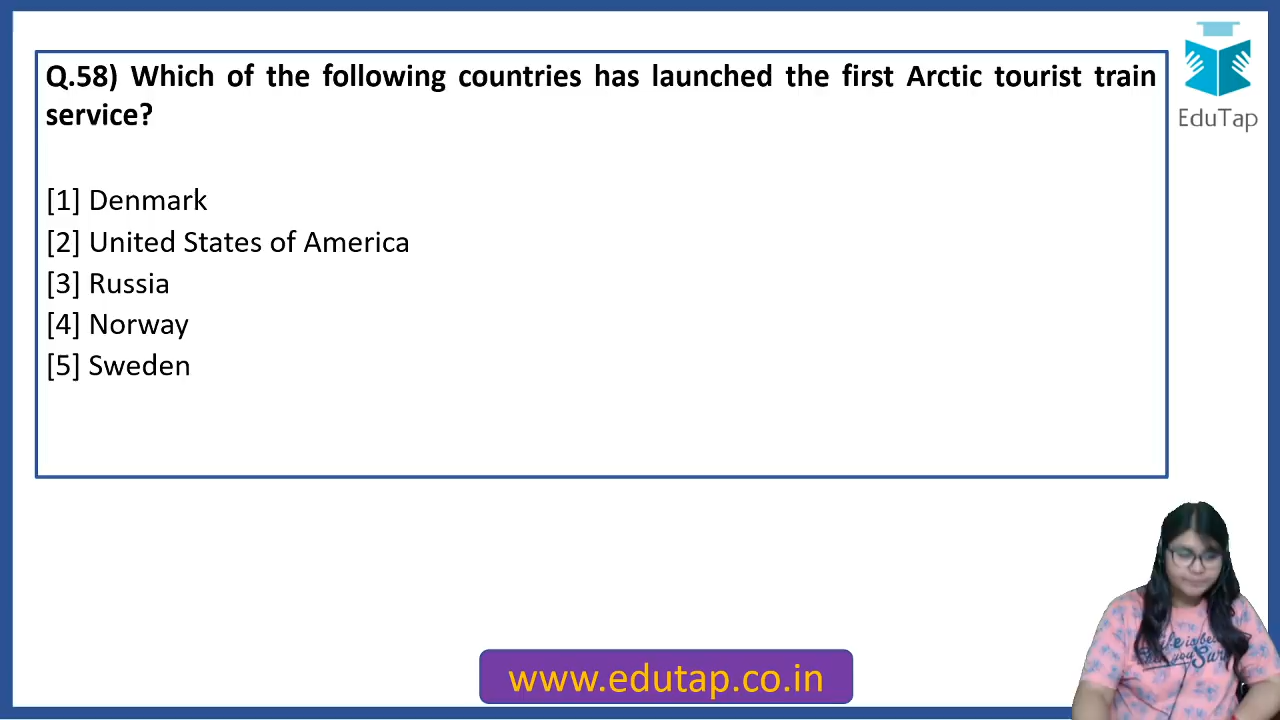 Q.58) Which of the following countries has launched the first Arctic tourist train
service?
[1] Denmark
[2] United States of America
[3] Russia
[4] Norway
[5] Sweden
EduTap
www.edutap.co.in